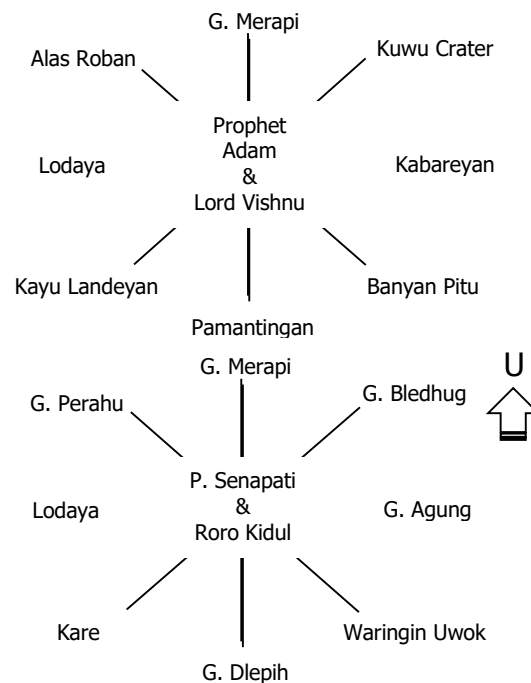 G. Merapi
Alas Roban
Kuwu Crater
Prophet
Adam
&
Lord Vishnu
Lodaya
Kabareyan
Kayu Landeyan
Banyan Pitu
Pamantingan
G. Merapi
U
G. Perahu
G. Bledhug
P. Senapati
&
Roro Kidul
Lodaya
G. Agung
Kare
Waringin Uwok
G. Dlepih